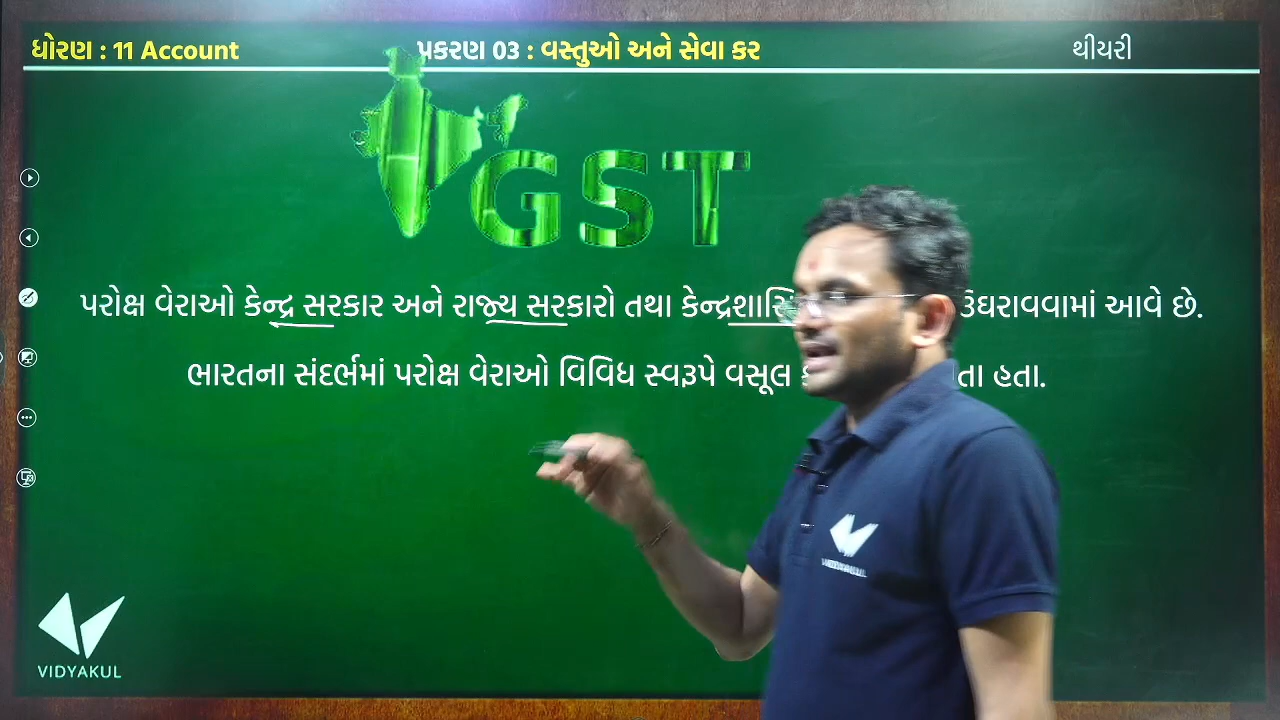 ધોરણ : 11 Account
પ્રકરણ 03 : વસ્તુઓ અને સેવા કર
થીયરી
GST
પરોક્ષ વેરાઓ કેન્દ્ર સરકાર અને રાજ્ય સરકારો તથા ઉઘરાવવામાં આવે છે.
ભારતના સંદર્ભમાં પરોક્ષ વેરાઓ વિવિધ સ્વરૂપે વસૂલ હતા.
VIDYAKUL
VIDYAKUL